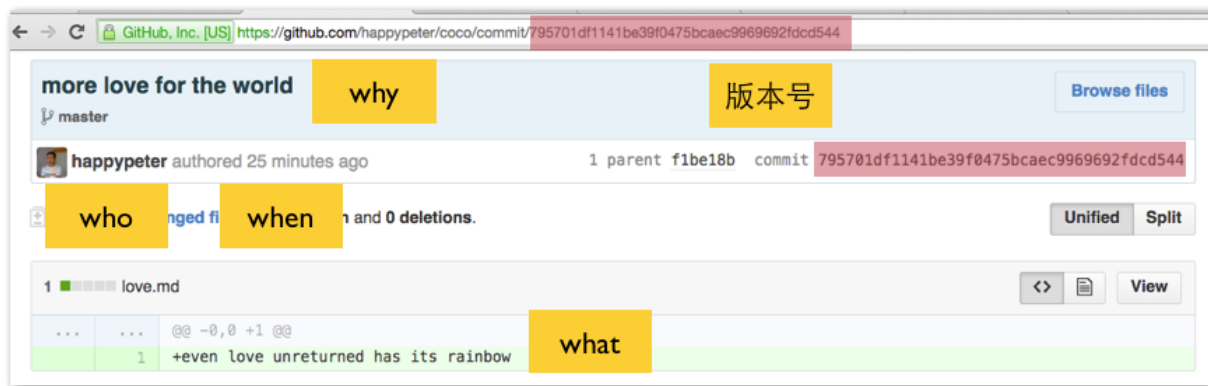 GitHub, Inc. [US] https://github.com/happypeter/coco/commit/795701df1141be39f0475bcaec9969692fdcd544
more love for the world
why
版本号
Browse files
master
happypeter authored 25 minutes ago
1 parent f1be18b commit 795701df1141be39f0475bcaec9969692fdcd544
who
when
and 0 deletions.
Unified Split
1 love.md
<> View
... ... @@ -0,0 +1 @@
1 +even love unreturned has its rainbow
what